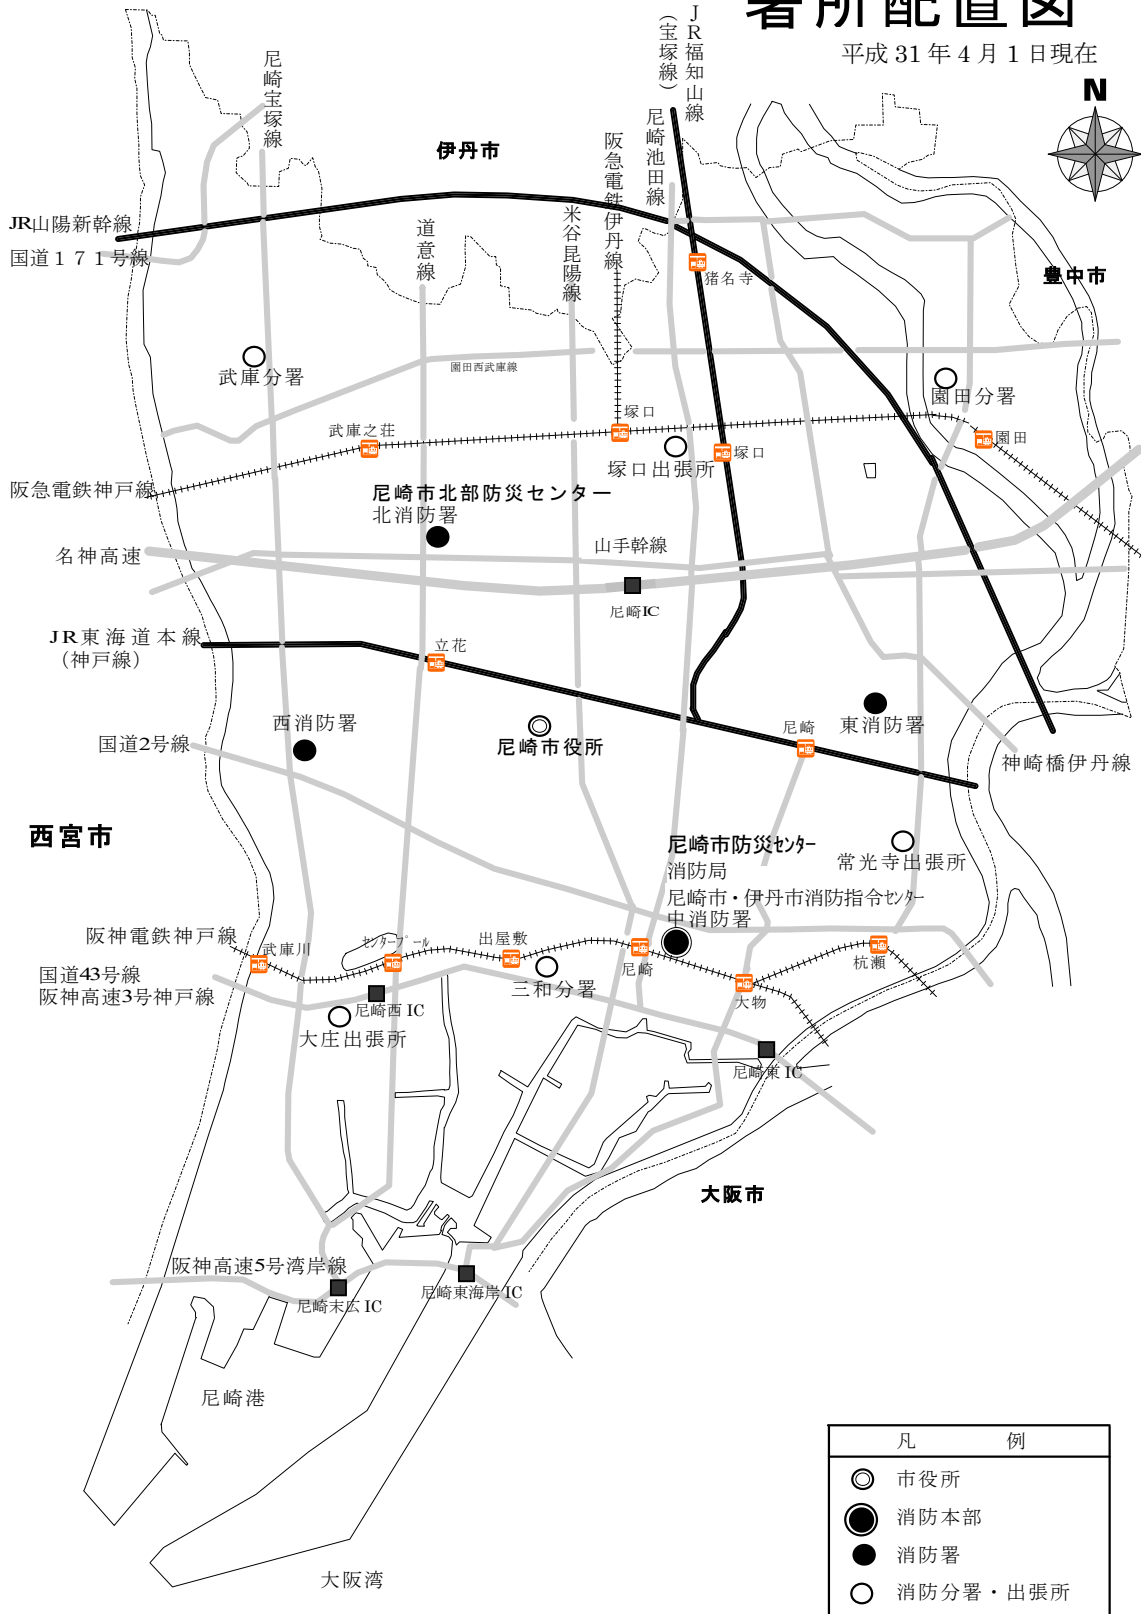 署所配置図
平成31年4月1日現在
N
JR福知山線
(宝塚線)
尼崎宝塚線
尼崎池田線
阪急電鉄伊丹線
伊丹市
米谷昆陽線
道意線
JR山陽新幹線
国道171号線
猪名寺
豊中市
園田西武庫線
武庫分署
園田分署
塚口
武庫之荘
園田
塚口出張所
塚口
阪急電鉄神戸線
尼崎市北部防災センター
北消防署
名神高速
山手幹線
尼崎IC
JR東海道本線
(神戸線)
立花
西消防署
東消防署
尼崎
国道2号線
尼崎市役所
神崎橋伊丹線
西宮市
尼崎市防災センター
消防局
常光寺出張所
尼崎市・伊丹市消防指令センター
中消防署
阪神電鉄神戸線
武庫川
センタープール
出屋敷
尼崎
杭瀬
国道43号線
阪神高速3号神戸線
三和分署
大物
尼崎西IC
大庄出張所
尼崎東IC
大阪市
阪神高速5号湾岸線
尼崎末広IC
尼崎東海岸IC
尼崎港
大阪湾
凡例
市役所
消防本部
消防署
消防分署・出張所